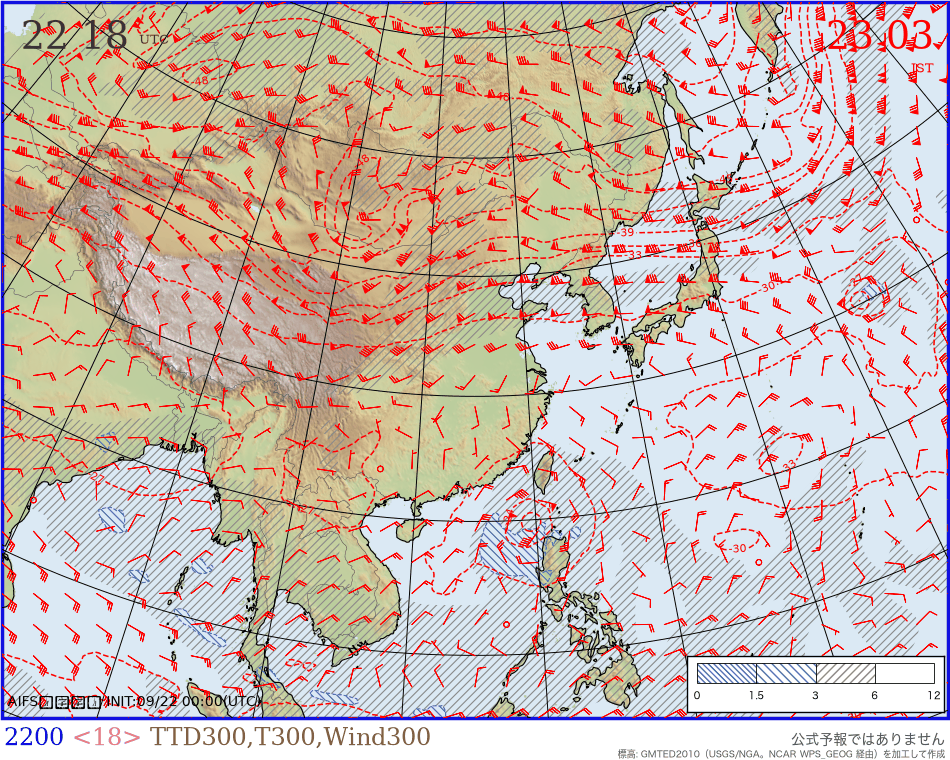 22 18 UTC
23.03 JST
-48
-48
-39
-33
-36
-30
-33
-30
-27
AIFS□□□□ INIT:09/22 00:00(UTC)
0 1.5 3 6 12
2200 <18> TTD300,T300,Wind300
公式予報ではありません
標高: GMTED2010（USGS/NGA。NCAR WPS_GEOG 経由）を加工して作成